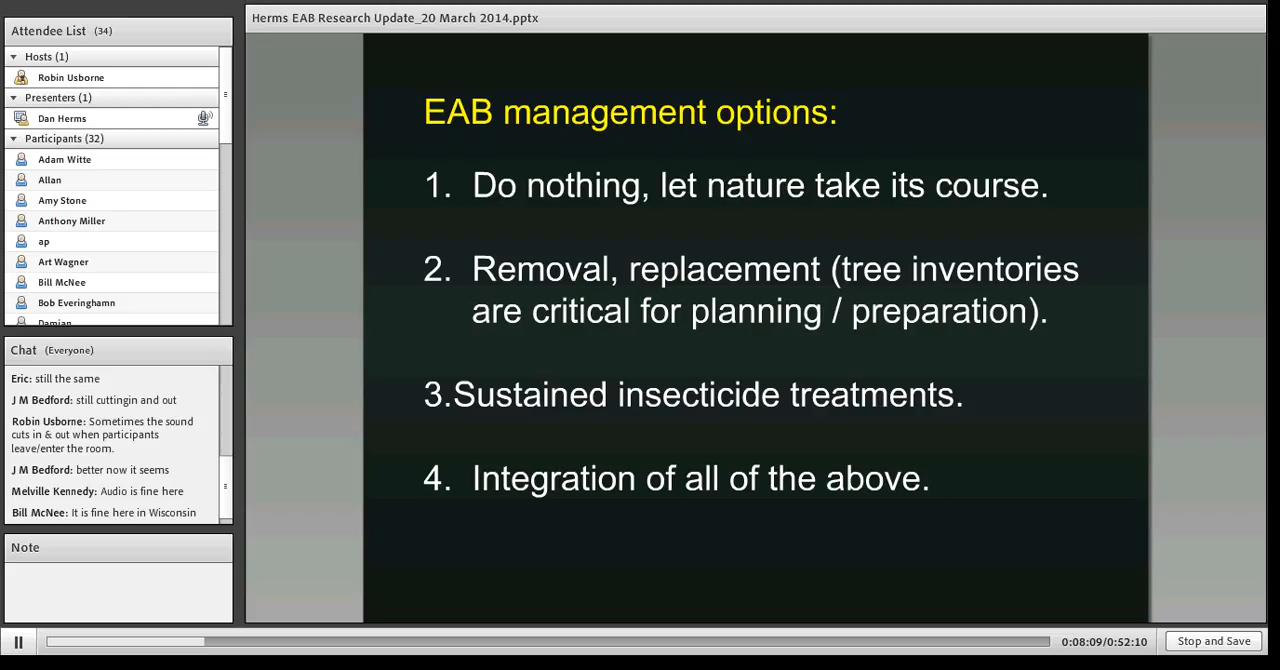 Attendee List (34)
Hosts (1)
Robin Usborne
Presenters (1)
Dan Herms
Participants (32)
Adam Witte
Allan
Amy Stone
Anthony Miller
ap
Art Wagner
Bill McNee
Bob Everinghamn
Damian
Chat (Everyone)
Eric: still the same
J M Bedford: still cuttingin and out
Robin Usborne: Sometimes the sound
cuts in & out when participants
leave/enter the room.
J M Bedford: better now it seems
Melville Kennedy: Audio is fine here
Bill McNee: It is fine here in Wisconsin
Note
Herms EAB Research Update_20 March 2014.pptx
EAB management options:
1. Do nothing, let nature take its course.
2. Removal, replacement (tree inventories
are critical for planning / preparation).
3.Sustained insecticide treatments.
4. Integration of all of the above.
0:08:09/0:52:10
Stop and Save